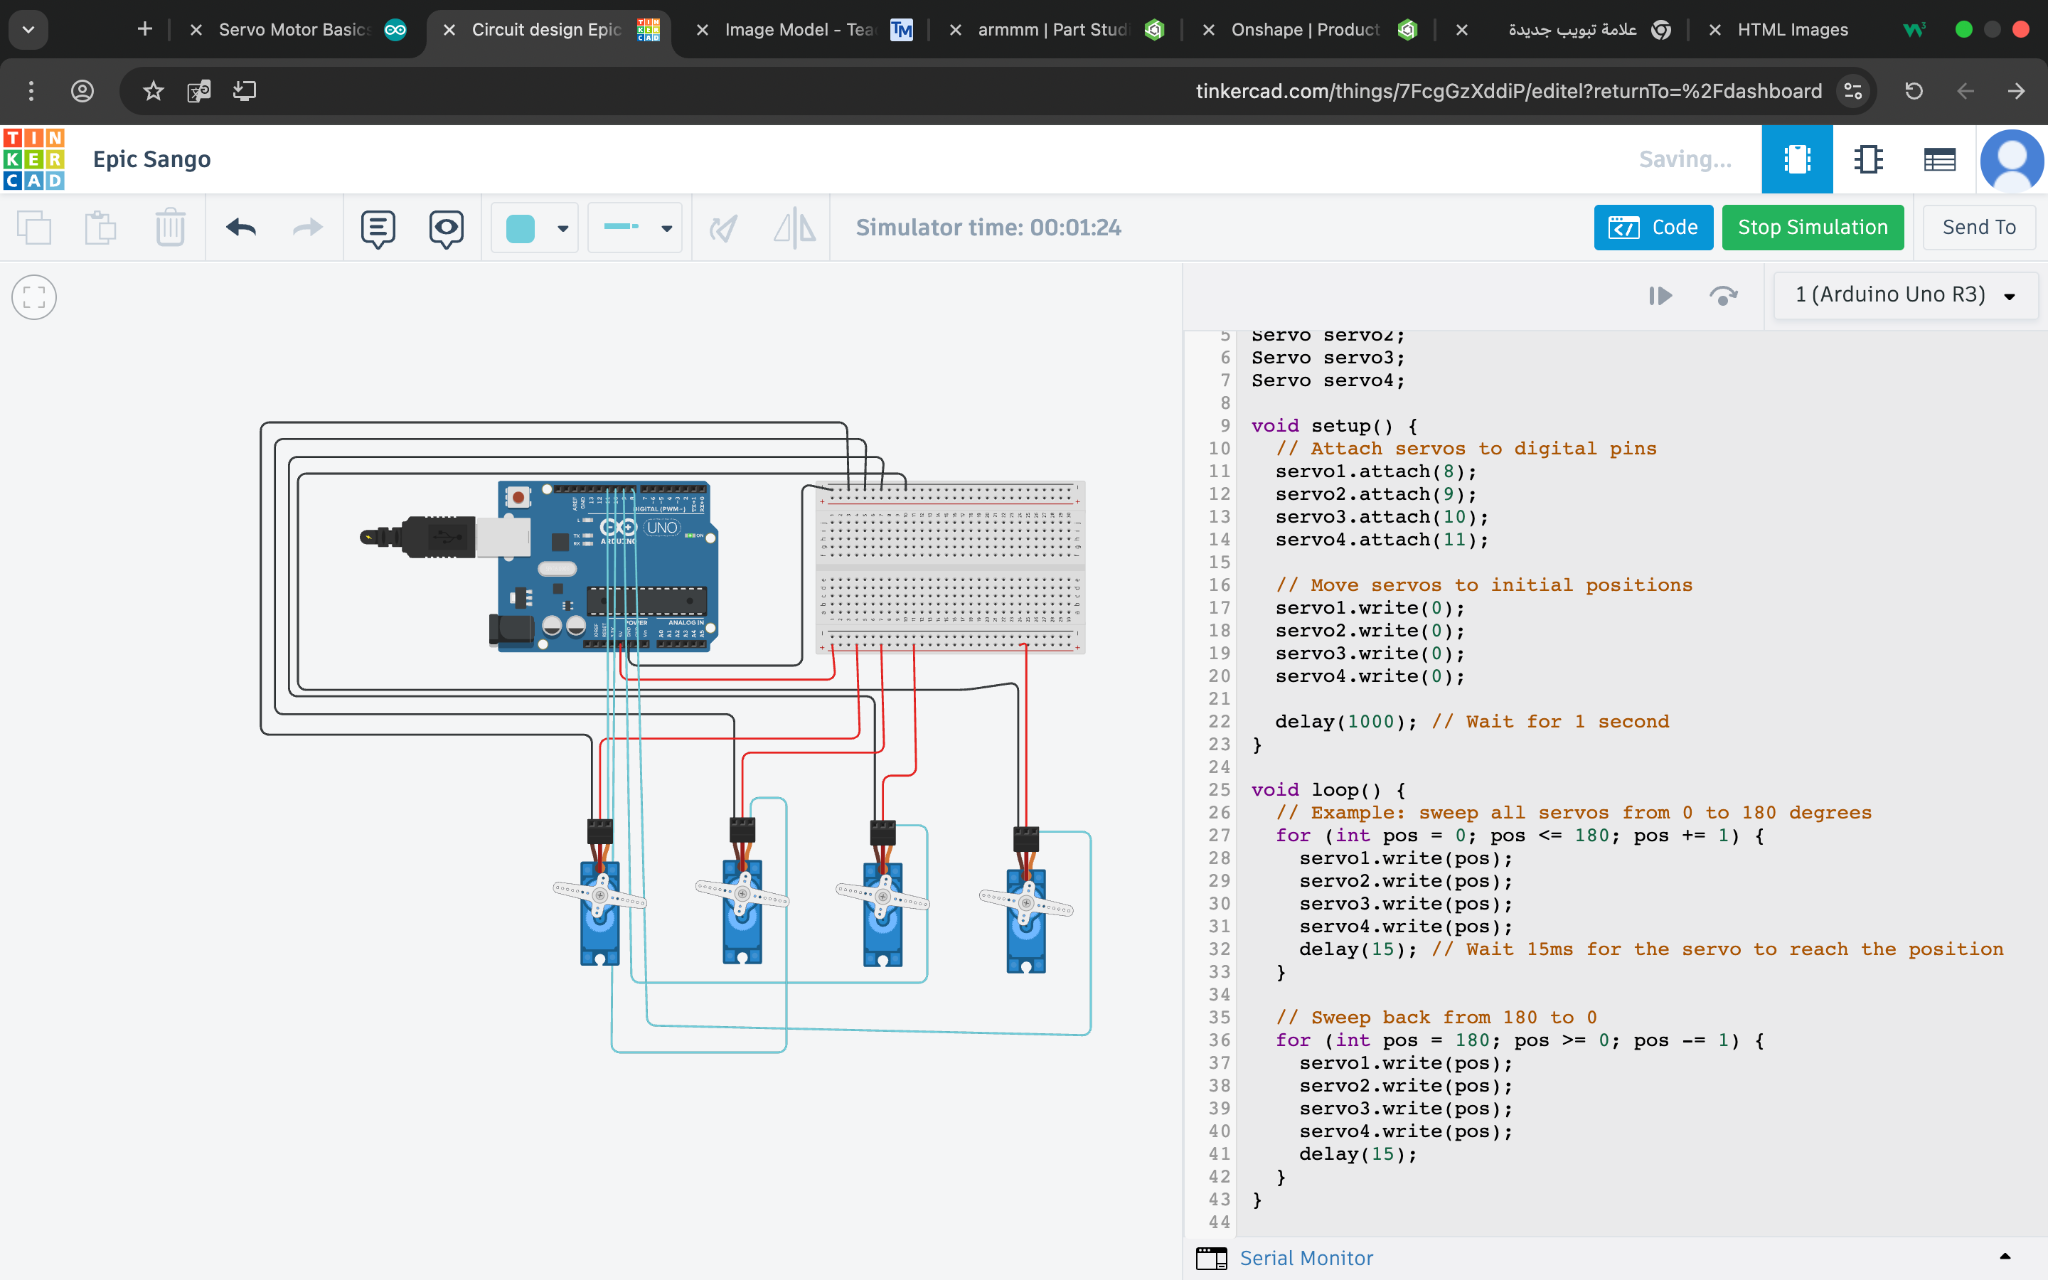 Servo Motor Basics
Circuit design Epic
Image Model - Tea
armmm | Part Studi
Onshape | Product
علامة تبويب جديدة
HTML Images
tinkercad.com/things/7FcgGzXddiP/editel?returnTo=%2Fdashboard
TIN
KER
CAD
Epic Sango
Saving...
Simulator time: 00:01:24
Code
Stop Simulation
Send To
1 (Arduino Uno R3)
5 Servo servo2;
6 Servo servo3;
7 Servo servo4;
8
9 void setup() {
10 // Attach servos to digital pins
11 servo1.attach(8);
12 servo2.attach(9);
13 servo3.attach(10);
14 servo4.attach(11);
15
16 // Move servos to initial positions
17 servo1.write(0);
18 servo2.write(0);
19 servo3.write(0);
20 servo4.write(0);
21
22 delay(1000); // Wait for 1 second
23 }
24
25 void loop() {
26 // Example: sweep all servos from 0 to 180 degrees
27 for (int pos = 0; pos <= 180; pos += 1) {
28 servo1.write(pos);
29 servo2.write(pos);
30 servo3.write(pos);
31 servo4.write(pos);
32 delay(15); // Wait 15ms for the servo to reach the position
33 }
34
35 // Sweep back from 180 to 0
36 for (int pos = 180; pos >= 0; pos -= 1) {
37 servo1.write(pos);
38 servo2.write(pos);
39 servo3.write(pos);
40 servo4.write(pos);
41 delay(15);
42 }
43 }
44
Serial Monitor
DIGITAL (PWM~)
UNO
ARDUINO
POWER
ANALOG IN